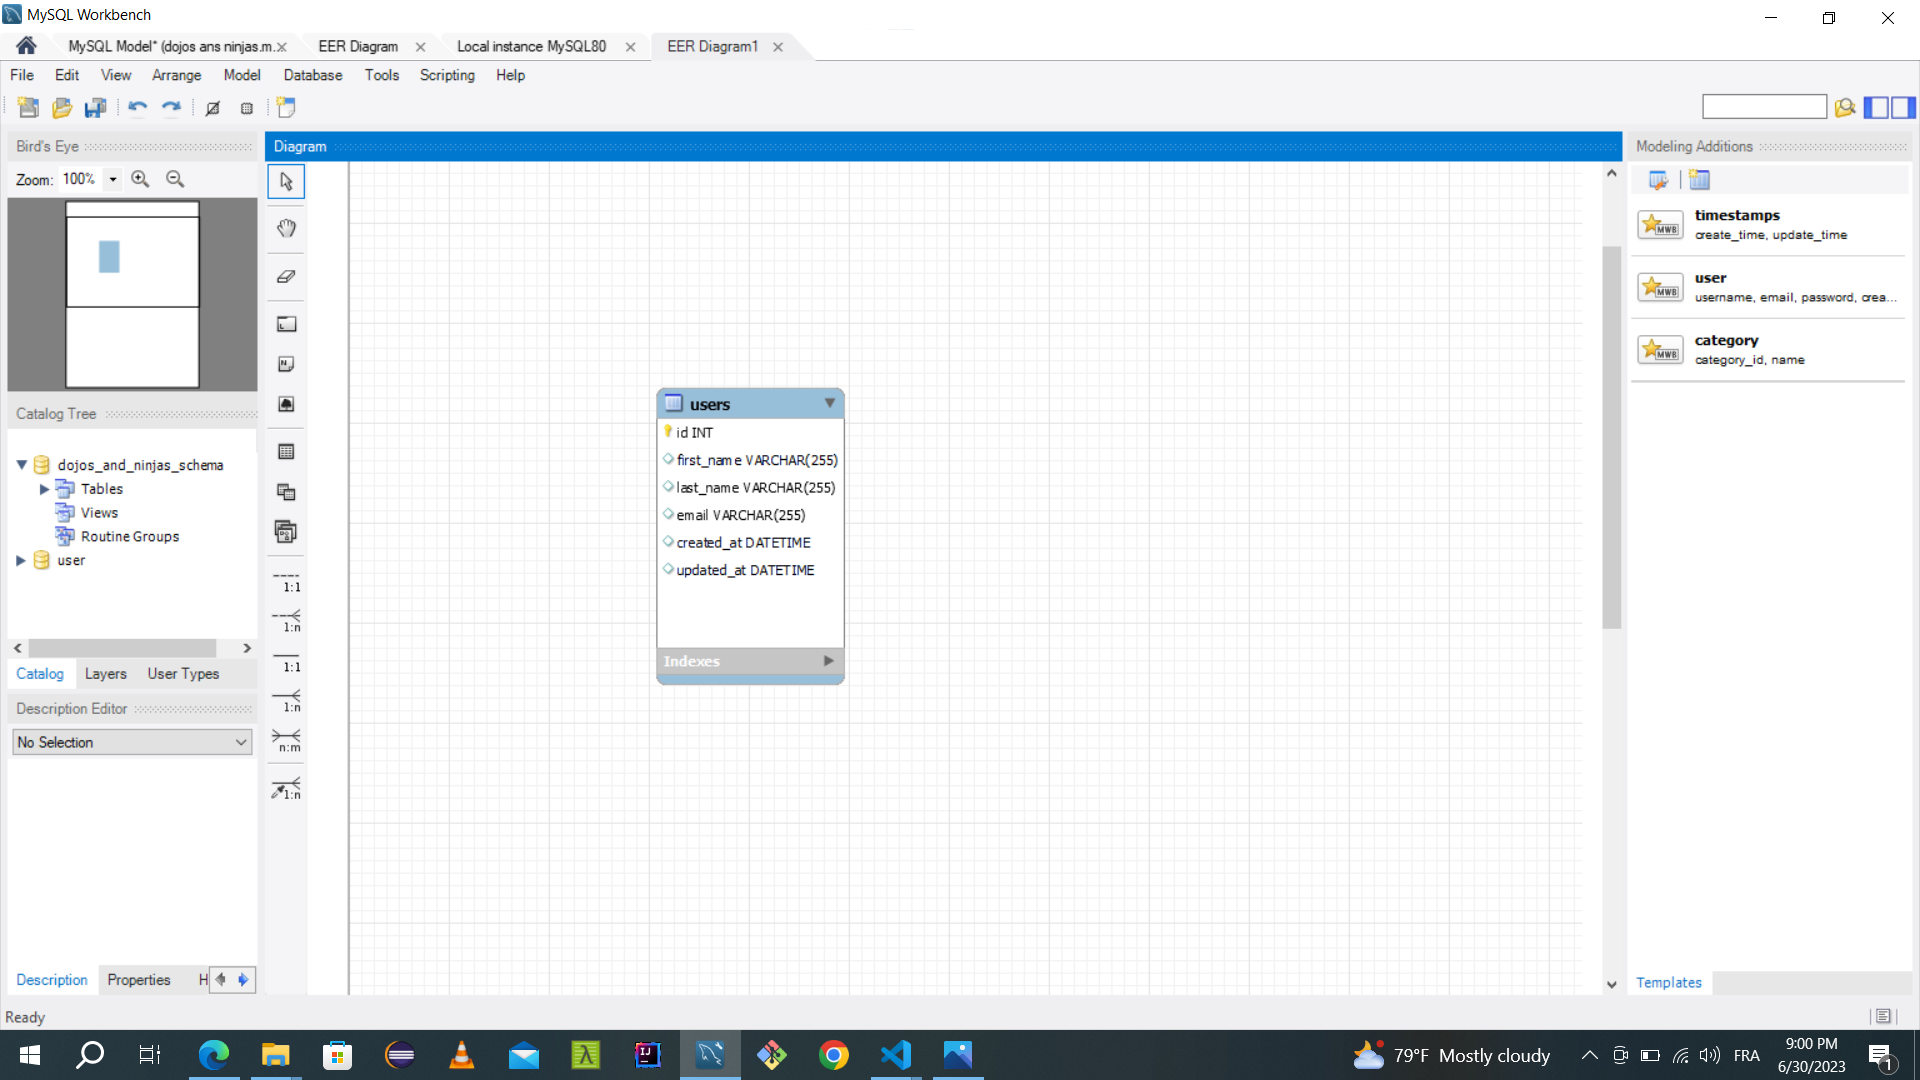 MySQL Workbench
MySQL Model* (dojos ans ninjas.m...
EER Diagram
Local instance MySQL80
EER Diagram1
File Edit View Arrange Model Database Tools Scripting Help
Bird's Eye
Zoom: 100%
Catalog Tree
dojos_and_ninjas_schema
Tables
Views
Routine Groups
user
Catalog Layers User Types
Description Editor
No Selection
Description Properties H
Ready
Diagram
1:1
1:n
1:1
1:n
n:m
1:n
users
id INT
first_name VARCHAR(255)
last_name VARCHAR(255)
email VARCHAR(255)
created_at DATETIME
updated_at DATETIME
Indexes
Modeling Additions
timestamps
create_time, update_time
user
username, email, password, crea...
category
category_id, name
MWB
MWB
MWB
Templates
79°F Mostly cloudy
FRA
9:00 PM
6/30/2023
1